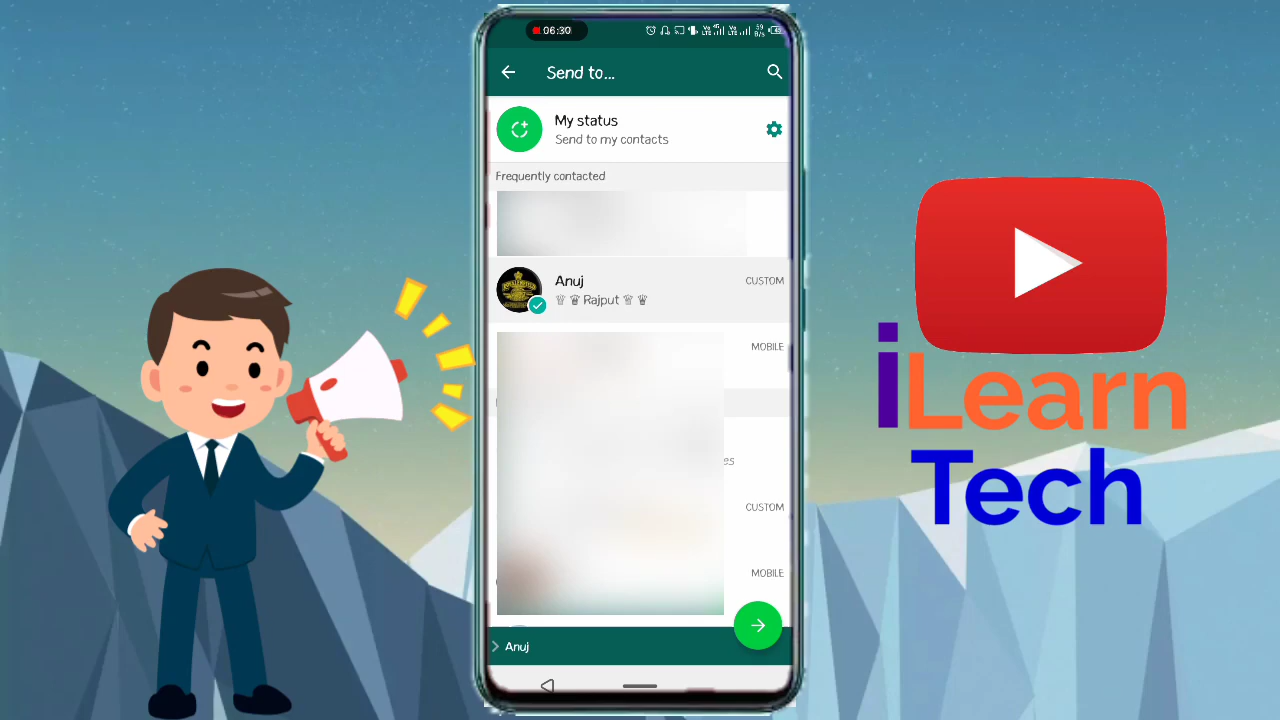 06:30
Send to...
My status
Send to my contacts
Frequently contacted
Anuj
CUSTOM
♕ ♛ Rajput ♕ ♛
MOBILE
es
CUSTOM
MOBILE
Anuj
iLearn
Tech